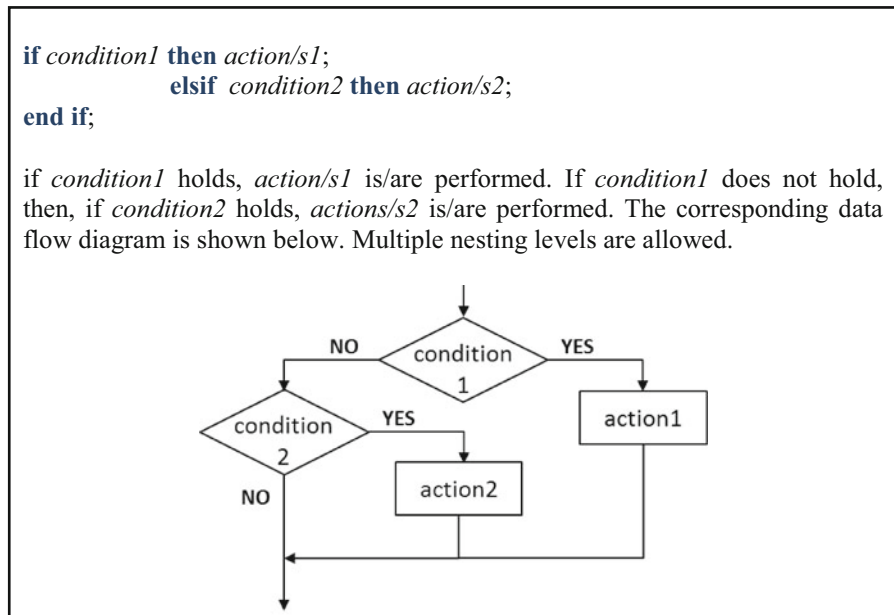 if condition1 then action/s1;
elsif condition2 then action/s2;
end if;
if condition1 holds, action/s1 is/are performed. If condition1 does not hold,
then, if condition2 holds, actions/s2 is/are performed. The corresponding data
flow diagram is shown below. Multiple nesting levels are allowed.
NO
condition
1
YES
action1
condition
2
YES
action2
NO